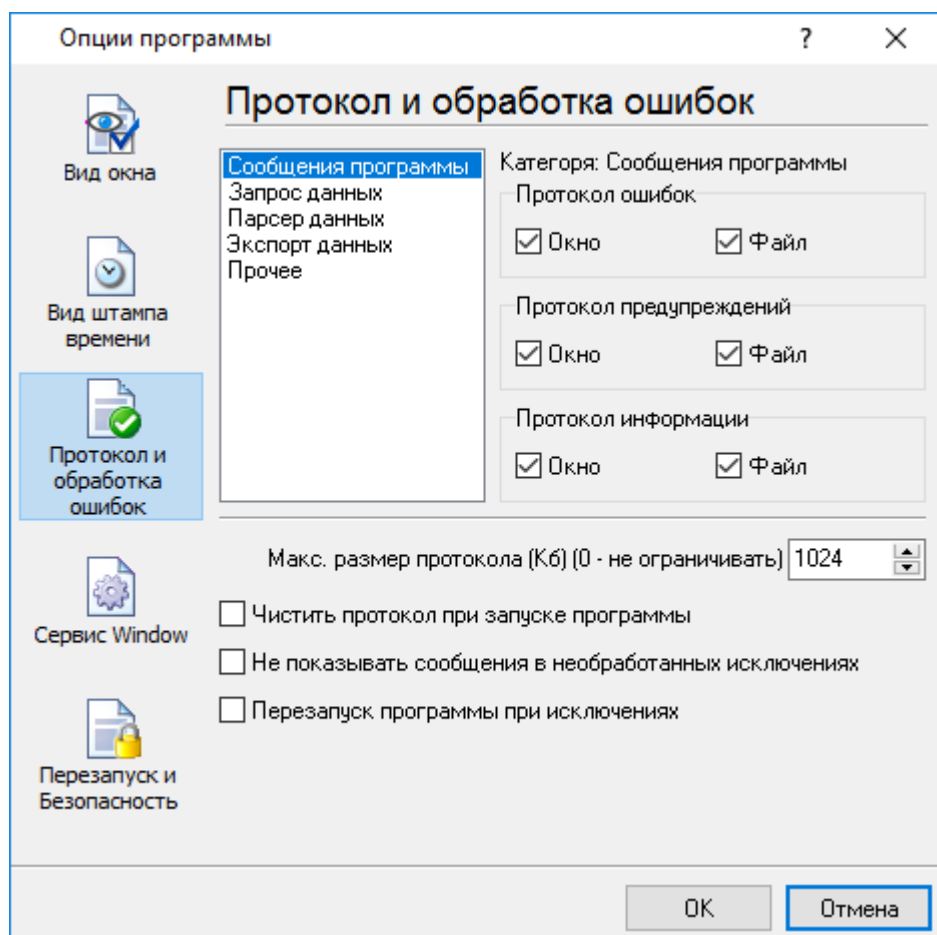 Опции программы
?
Вид окна
Вид штампа
времени
Протокол и
обработка
ошибок
Сервис Window
Перезапуск и
Безопасность
Протокол и обработка ошибок
Сообщения программы
Запрос данных
Парсер данных
Экспорт данных
Прочее
Категоря: Сообщения программы
Протокол ошибок
Окно Файл
Протокол предупреждений
Окно Файл
Протокол информации
Окно Файл
Макс. размер протокола (Кб) (0 - не ограничивать) 1024
Чистить протокол при запуске программы
Не показывать сообщения в необработанных исключениях
Перезапуск программы при исключениях
OK Отмена